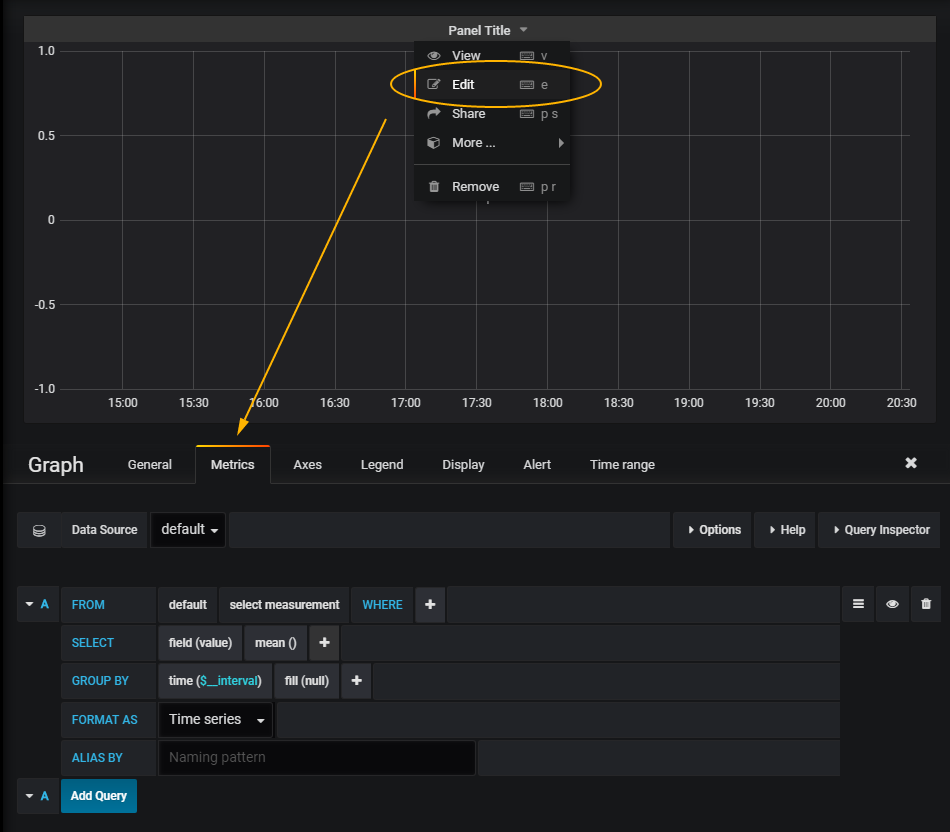 Panel Title
1.0
View v
Edit e
0.5
Share p s
More ...
Remove p r
0
-0.5
-1.0
15:00 15:30 16:00 16:30 17:00 17:30 18:00 18:30 19:00 19:30 20:00 20:30
Graph General Metrics Axes Legend Display Alert Time range
Data Source default Options Help Query Inspector
A FROM default select measurement WHERE +
SELECT field (value) mean () +
GROUP BY time ($__interval) fill (null) +
FORMAT AS Time series
ALIAS BY Naming pattern
A Add Query